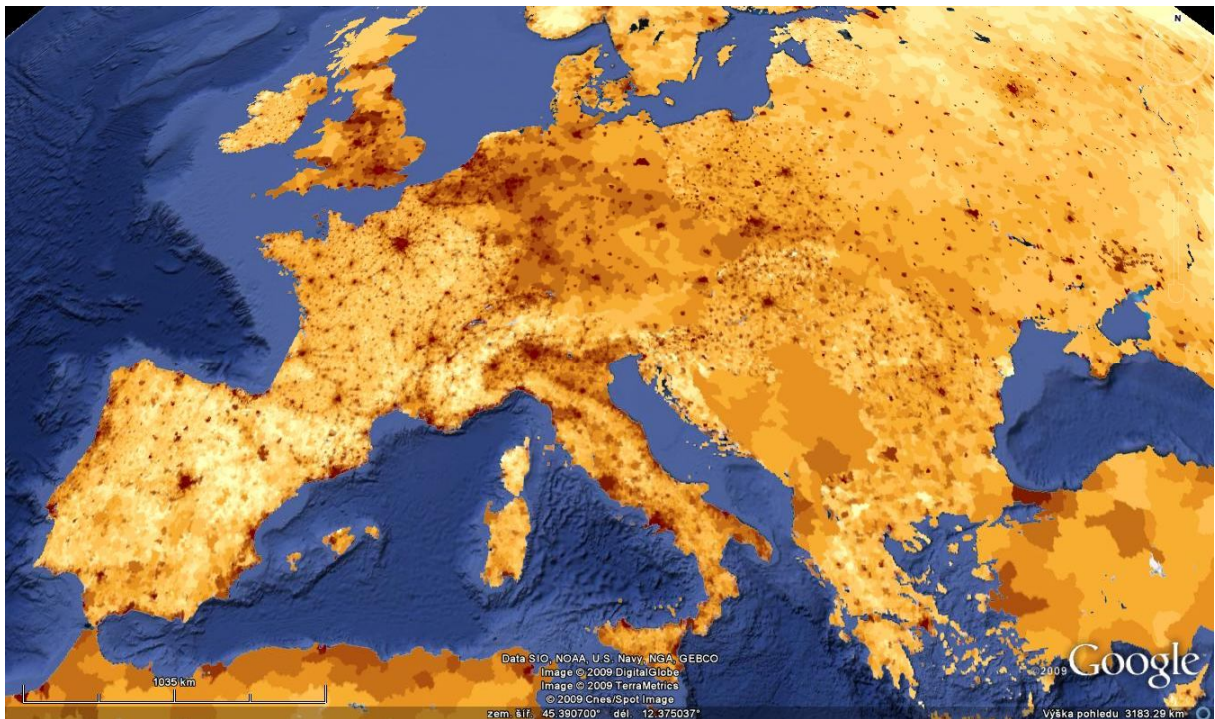 N
Data SIO, NOAA, U.S. Navy, NGA, GEBCO
Image © 2009 DigitalGlobe
Image © 2009 TerraMetrics
© 2009 Cnes/Spot Image
© 2009 Google
1035 km
zem. šíř. 45.390700° dél. 12.375037°
Výška pohledu 3183.29 km